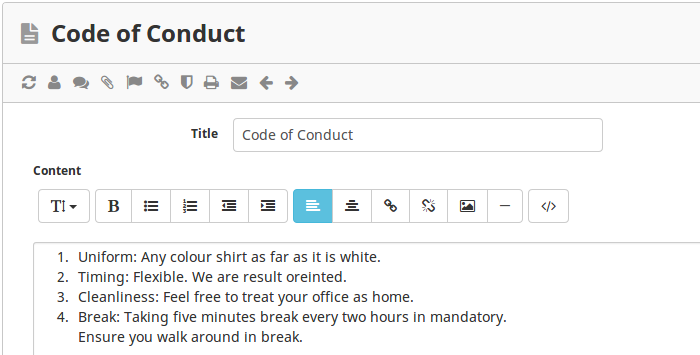 Code of Conduct
Title Code of Conduct
Content
TI B </>
1. Uniform: Any colour shirt as far as it is white.
2. Timing: Flexible. We are result oreinted.
3. Cleanliness: Feel free to treat your office as home.
4. Break: Taking five minutes break every two hours in mandatory.
Ensure you walk around in break.